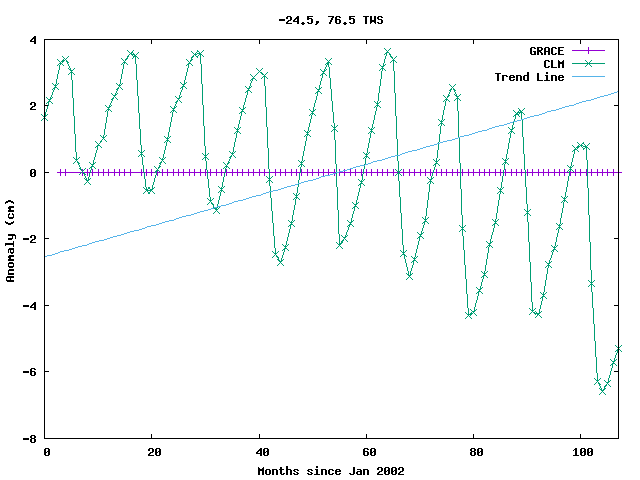 -24.5, 76.5 TWS
GRACE
CLM
Trend Line
4
2
0
-2
-4
-6
-8
Anomaly (cm)
0 20 40 60 80 100
Months since Jan 2002